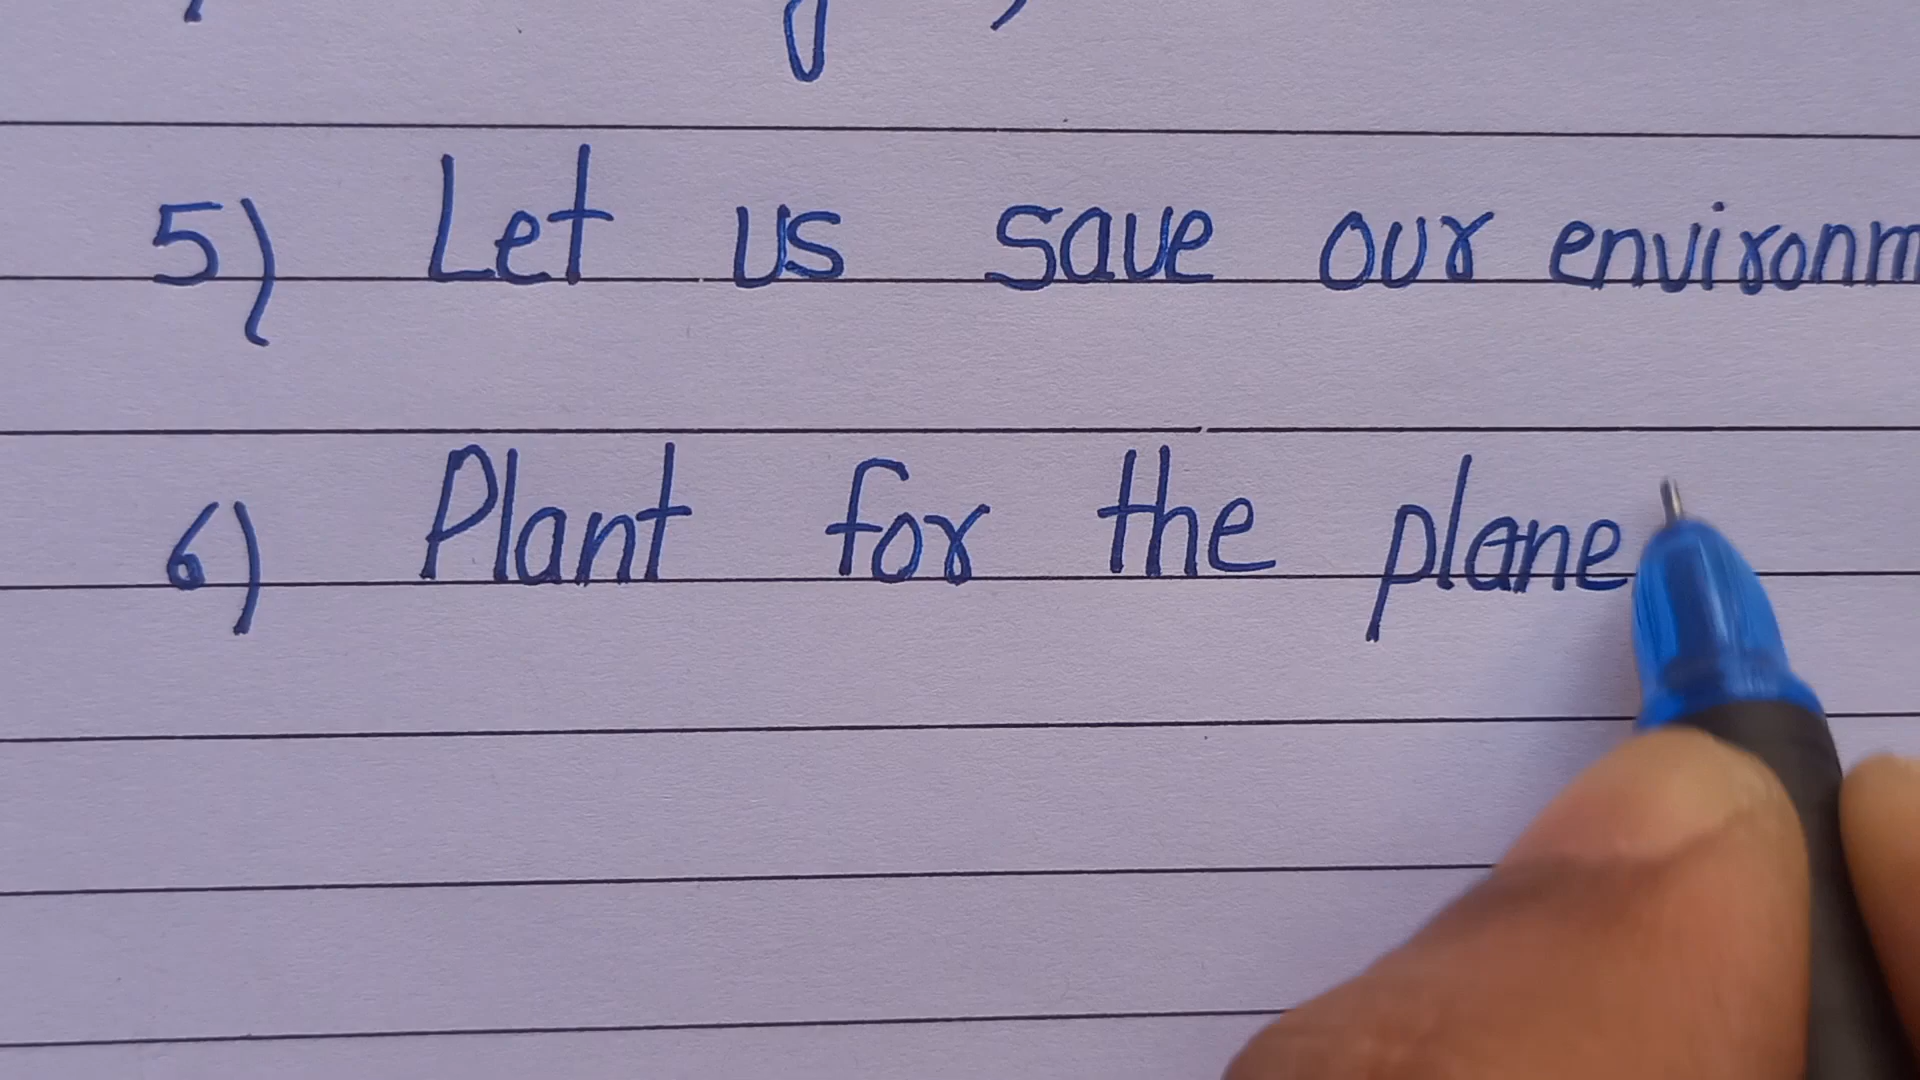 5) Let us save our environm
6) Plant for the plane